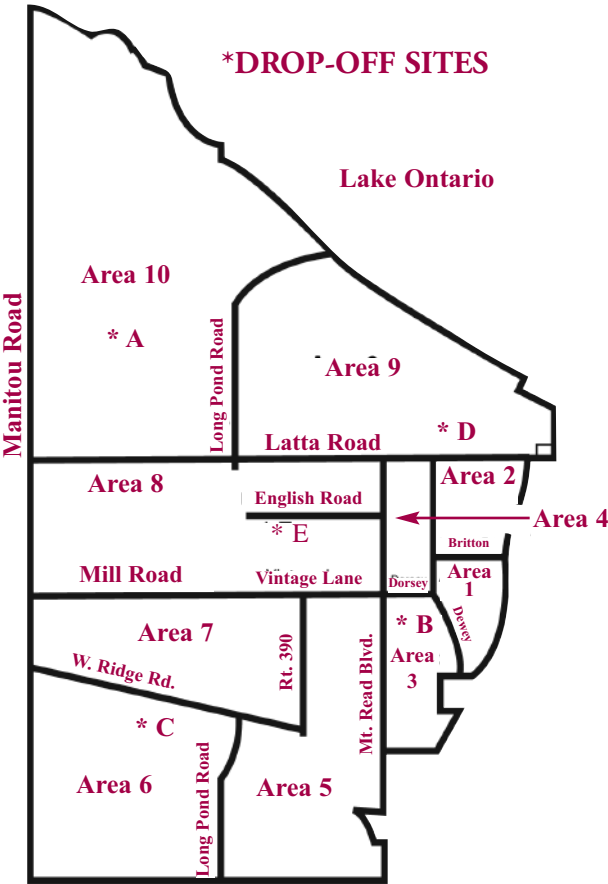 *DROP-OFF SITES
Lake Ontario
Area 10
Manitou Road
* A
Long Pond Road
Area 9
* D
Latta Road
Area 8
Area 2
English Road
Area 4
* E
Britton
Mill Road
Vintage Lane
Dorsey
Area
1
Area 7
Rt. 390
* B
Dewey
W. Ridge Rd.
Mt. Read Blvd.
Area
3
* C
Area 6
Long Pond Road
Area 5